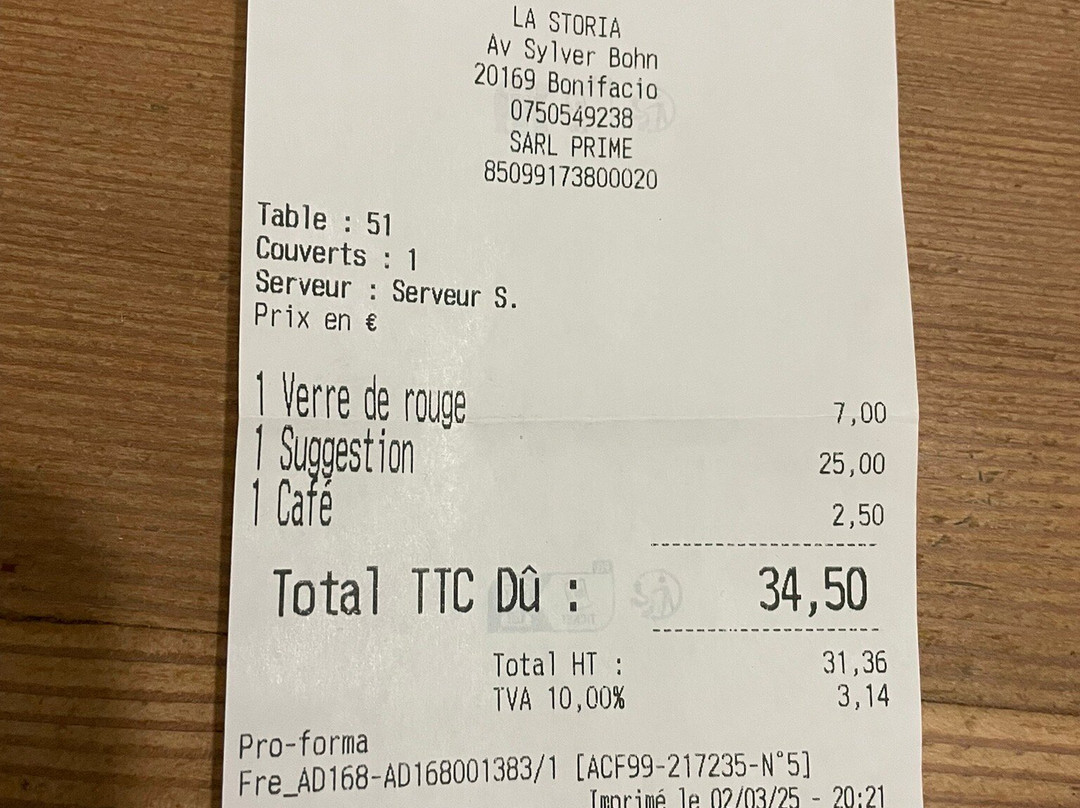 LA STORIA
Av Sylver Bohn
20169 Bonifacio
0750549238
SARL PRIME
85099173800020
Table : 51
Couverts : 1
Serveur : Serveur S.
Prix en €
1 Verre de rouge 7,00
1 Suggestion 25,00
1 Café 2,50
Total TTC Dû : 34,50
Total HT : 31,36
TVA 10,00% 3,14
Pro-forma
Fre_AD168-AD168001383/1 [ACF99-217235-N°5]
Imprimé le 02/03/25 - 20:21